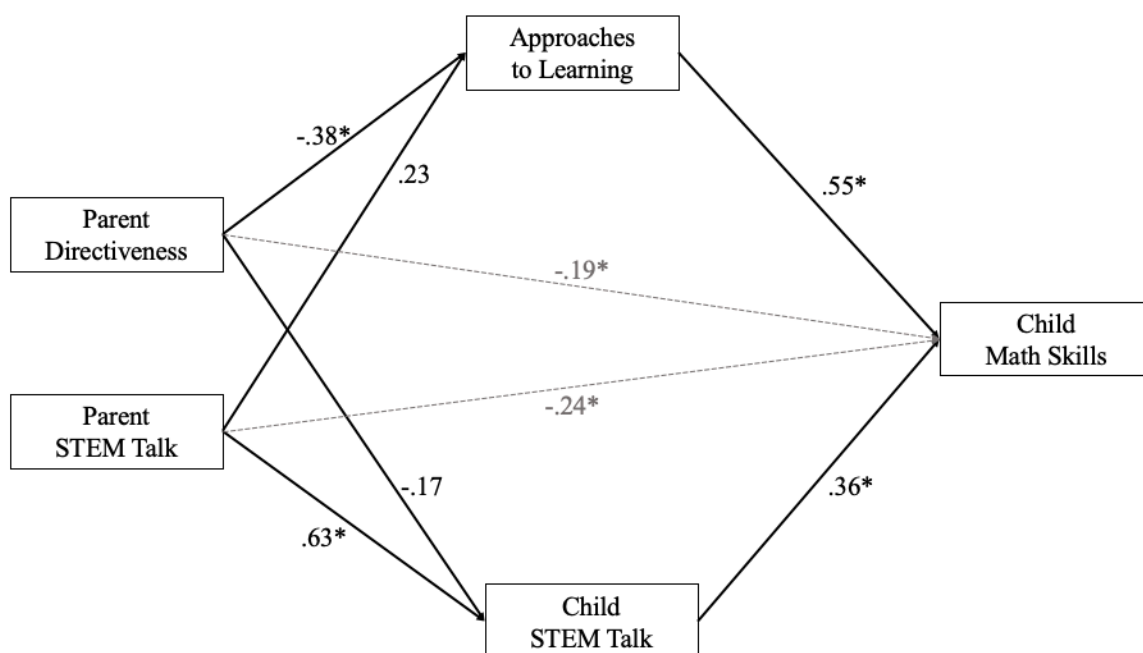 Approaches
to Learning
-.38*
.23
.55*
Parent
Directiveness
-.19*
Child
Math Skills
Parent
STEM Talk
-.24*
-.17
.36*
.63*
Child
STEM Talk